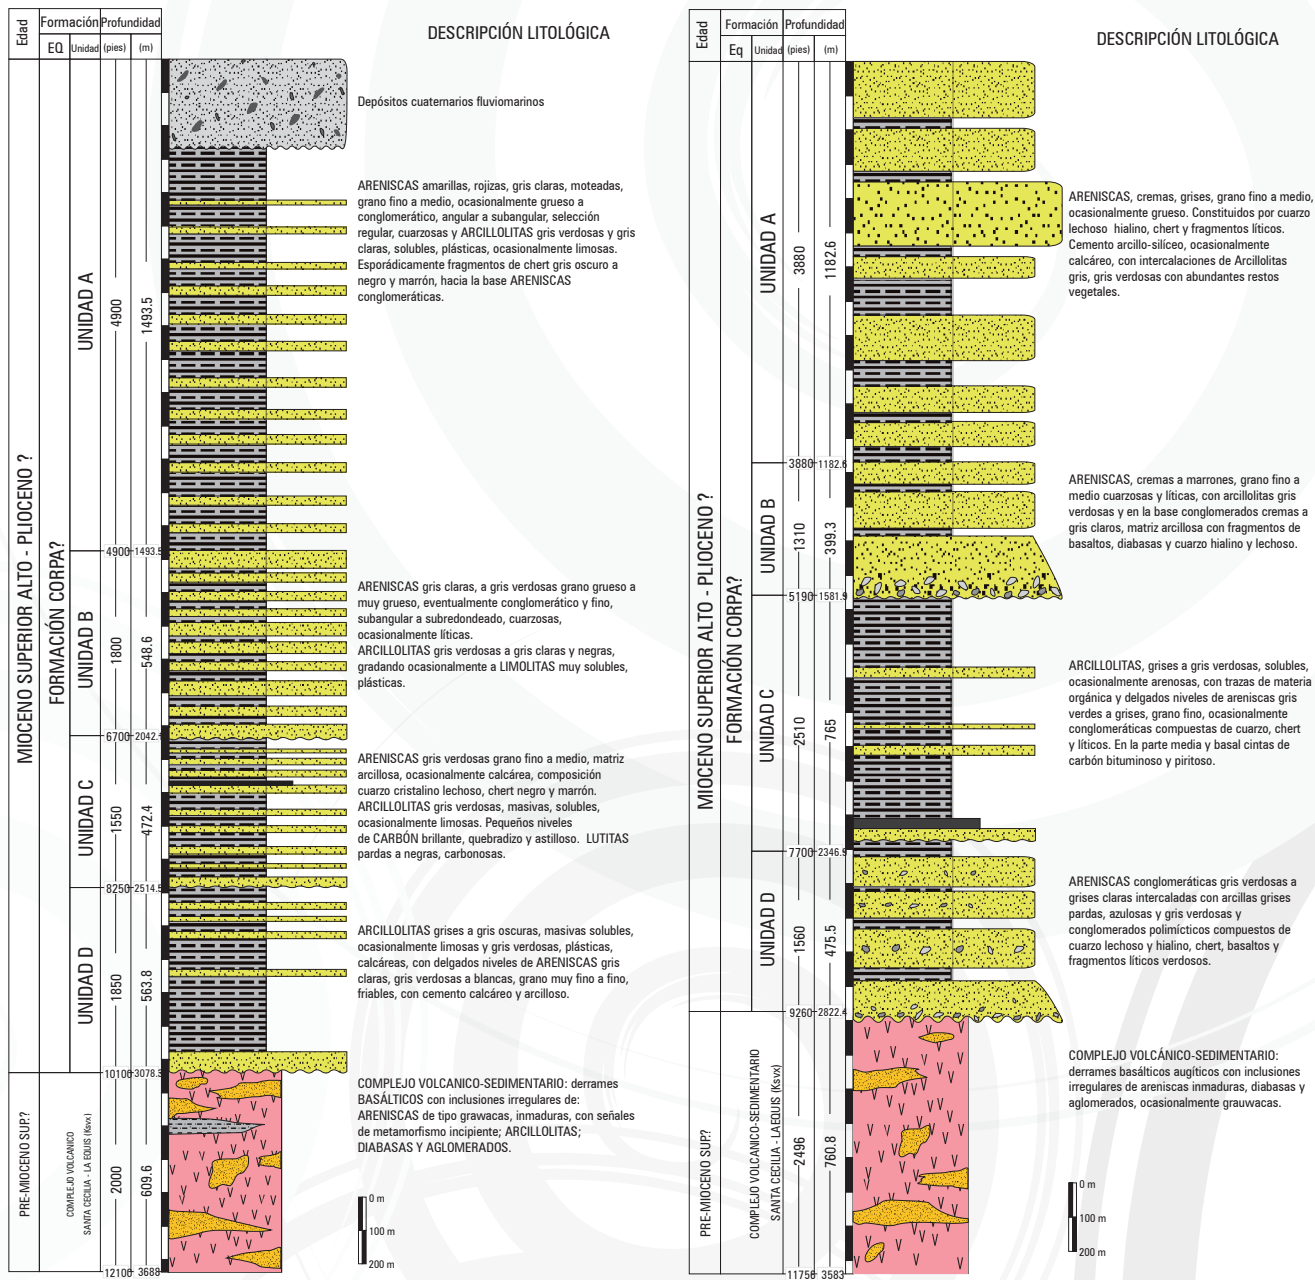 Edad
Formación
Profundidad
EQ
Unidad
(pies)
(m)
DESCRIPCIÓN LITOLÓGICA
MIOCENO SUPERIOR ALTO - PLIOCENO ?
FORMACIÓN CORPA?
UNIDAD A
4900
1493.5
Depósitos cuaternarios fluviomarinos
ARENISCAS amarillas, rojizas, gris claras, moteadas,
grano fino a medio, ocasionalmente grueso a
conglomerático, angular a subangular, selección
regular, cuarzosas y ARCILLOLITAS gris verdosas y gris
claras, solubles, plásticas, ocasionalmente limosas.
Esporádicamente fragmentos de chert gris oscuro a
negro y marrón, hacia la base ARENISCAS
conglomeráticas.
4900
1493.5
UNIDAD B
1800
548.6
ARENISCAS gris claras, a gris verdosas grano grueso a
muy grueso, eventualmente conglomerático y fino,
subangular a subredondeado, cuarzosas,
ocasionalmente líticas.
ARCILLOLITAS gris verdosas a gris claras y negras,
gradando ocasionalmente a LIMOLITAS muy solubles,
plásticas.
6700
UNIDAD C
1550
472.4
ARENISCAS gris verdosas grano fino a medio, matriz
arcillosa, ocasionalmente calcárea, composición
cuarzo cristalino lechoso, chert negro y marrón.
ARCILLOLITAS gris verdosas, masivas, solubles,
ocasionalmente limosas. Pequeños niveles
de CARBÓN brillante, quebradizo y astilloso. LUTITAS
pardas a negras, carbonosas.
8250
UNIDAD D
1850
563.8
ARCILLOLITAS grises a gris oscuras, masivas solubles,
ocasionalmente limosas y gris verdosas, plásticas,
calcáreas, con delgados niveles de ARENISCAS gris
claras, gris verdosas a blancas, grano muy fino a fino,
friables, con cemento calcáreo y arcilloso.
10100
PRE-MIOCENO SUP.?
COMPLEJO VOLCANICO
SANTA CECILIA - LA EQUIS (Ksvx)
2000
609.6
COMPLEJO VOLCANICO-SEDIMENTARIO: derrames
BASÁLTICOS con inclusiones irregulares de:
ARENISCAS de tipo grawacas, inmaduras, con señales
de metamorfismo incipiente; ARCILLOLITAS;
DIABASAS Y AGLOMERADOS.
0 m
100 m
200 m
12100
3688
Edad
Formación
Profundidad
Eq
Unidad
(pies)
(m)
DESCRIPCIÓN LITOLÓGICA
MIOCENO SUPERIOR ALTO - PLIOCENO ?
FORMACIÓN CORPA?
UNIDAD A
3880
1182.6
ARENISCAS, cremas, grises, grano fino a medio,
ocasionalmente grueso. Constituidos por cuarzo
lechoso hialino, chert y fragmentos líticos.
Cemento arcillo-silíceo, ocasionalmente
calcáreo, con intercalaciones de Arcillolitas
gris, gris verdosas con abundantes restos
vegetales.
3880
1182.6
UNIDAD B
1310
399.3
ARENISCAS, cremas a marrones, grano fino a
medio cuarzosas y líticas, con arcillolitas gris
verdosas y en la base conglomerados cremas a
gris claros, matriz arcillosa con fragmentos de
basaltos, diabasas y cuarzo hialino y lechoso.
5190
1581.9
UNIDAD C
2510
765
ARCILLOLITAS, grises a gris verdosas, solubles,
ocasionalmente arenosas, con trazas de materia
orgánica y delgados niveles de areniscas gris
verdes a grises, grano fino, ocasionalmente
conglomeráticas compuestas de cuarzo, chert
y líticos. En la parte media y basal cintas de
carbón bituminoso y piritoso.
7700
2346.9
UNIDAD D
1560
475.5
ARENISCAS conglomeráticas gris verdosas a
grises claras intercaladas con arcillas grises
pardas, azulosas y gris verdosas y
conglomerados polimícticos compuestos de
cuarzo lechoso y hialino, chert, basaltos y
fragmentos líticos verdosos.
9260
2822.4
PRE-MIOCENO SUP.?
COMPLEJO VOLCANICO-SEDIMENTARIO
SANTA CECILIA - LA EQUIS (Ksvx)
2496
760.8
COMPLEJO VOLCÁNICO-SEDIMENTARIO:
derrames basálticos augíticos con inclusiones
irregulares de areniscas inmaduras, diabasas y
aglomerados, ocasionalmente grauwacas.
0 m
100 m
200 m
11756
3583